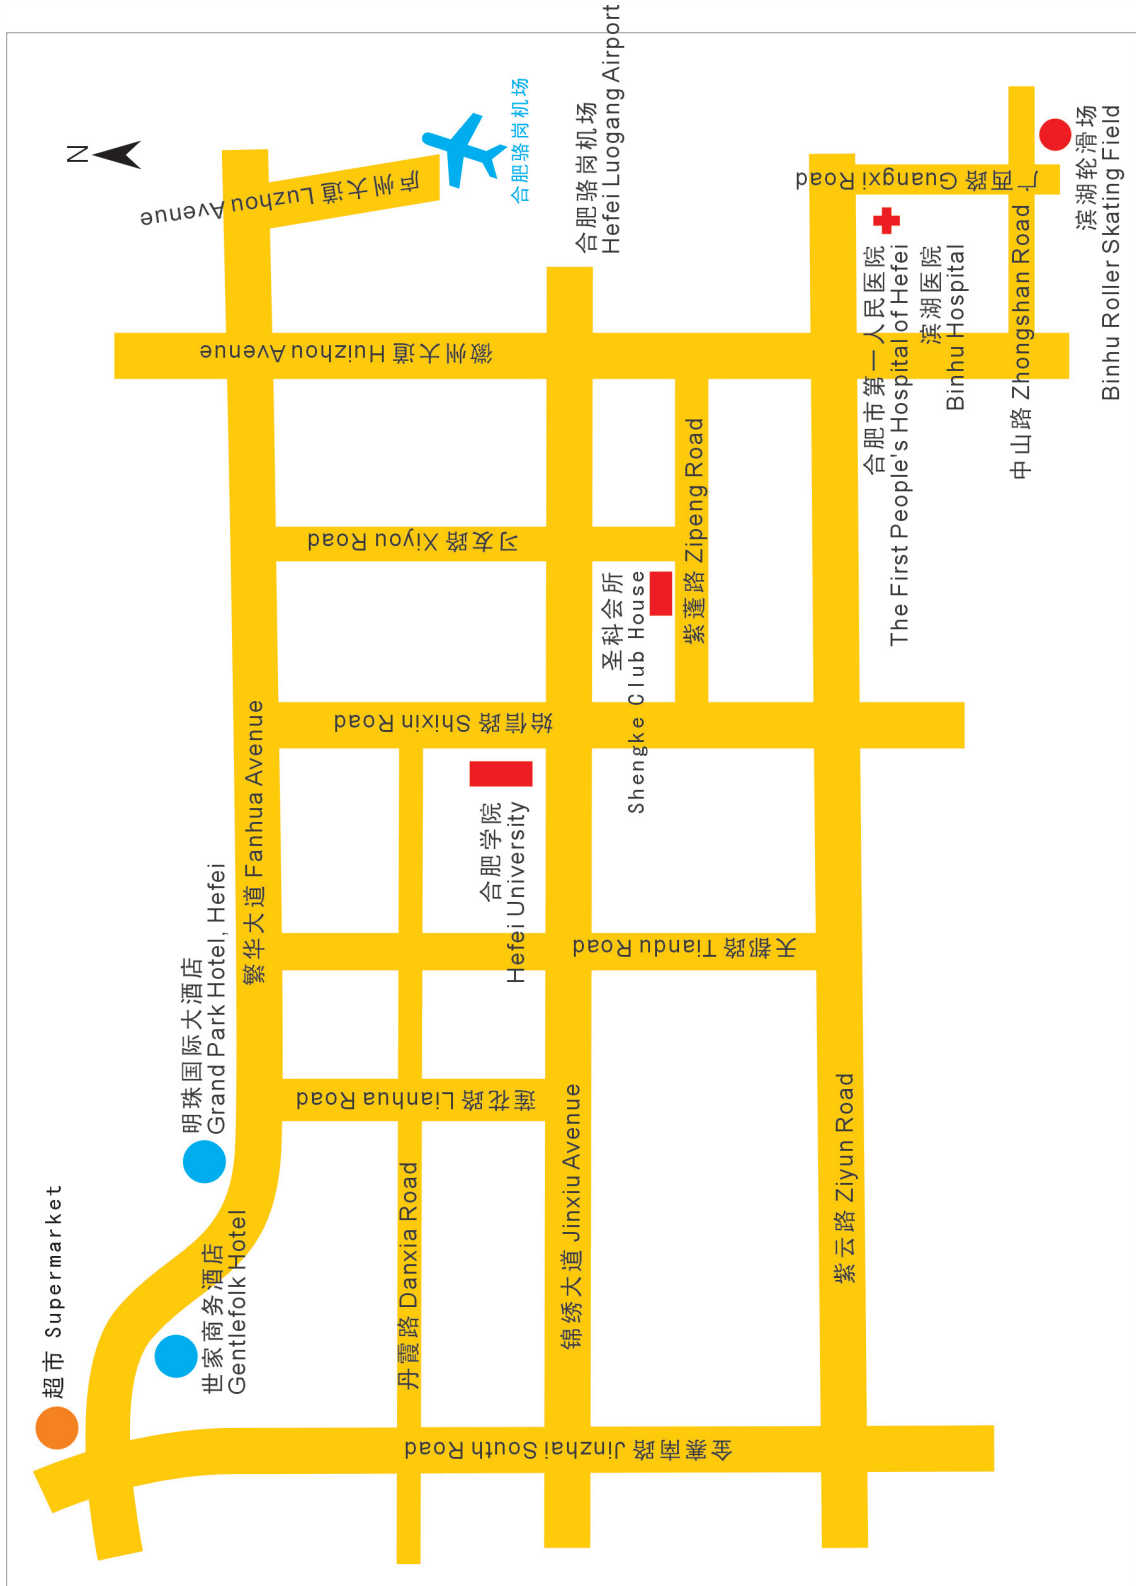 N
庐州大道 Luzhou Avenue
合肥骆岗机场
合肥骆岗机场
Hefei Luogang Airport
广西路 Guangxi Road
滨湖轮滑场
Binhu Roller Skating Field
徽州大道 Huizhou Avenue
合肥市第一人民医院
The First People's Hospital of Hefei
滨湖医院
Binhu Hospital
中山路 Zhongshan Road
习友路 Xiyou Road
紫蓬路 Zipeng Road
圣科会所
Shengke Club House
始信路 Shixin Road
繁华大道 Fanhua Avenue
合肥学院
Hefei University
明珠国际大酒店
Grand Park Hotel, Hefei
天都路 Tiandu Road
莲花路 Lianhua Road
世家商务酒店
Gentlefolk Hotel
超市 Supermarket
丹霞路 Danxia Road
锦绣大道 Jinxiu Avenue
紫云路 Ziyun Road
金寨南路 Jinzhai South Road